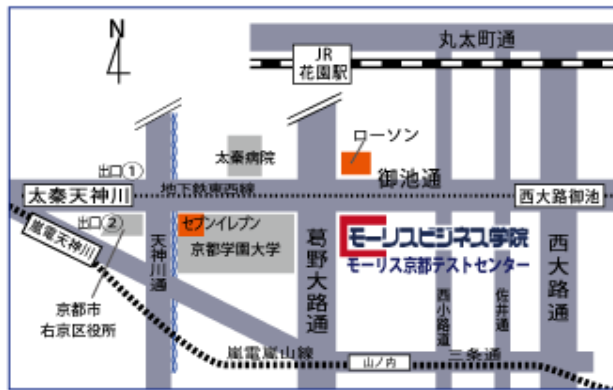 N
丸太町通
JR
花園駅
ローソン
太秦病院
出口①
御池通
太秦天神川
地下鉄東西線
西大路御池
出口②
セブンイレブン
嵐電天神川
京都学園大学
モーリスビジネス学院
モーリス京都テストセンター
天神川通
葛野大路通
西小路通
佐井通
西大路通
京都市
右京区役所
嵐電嵐山線
山ノ内
三条通